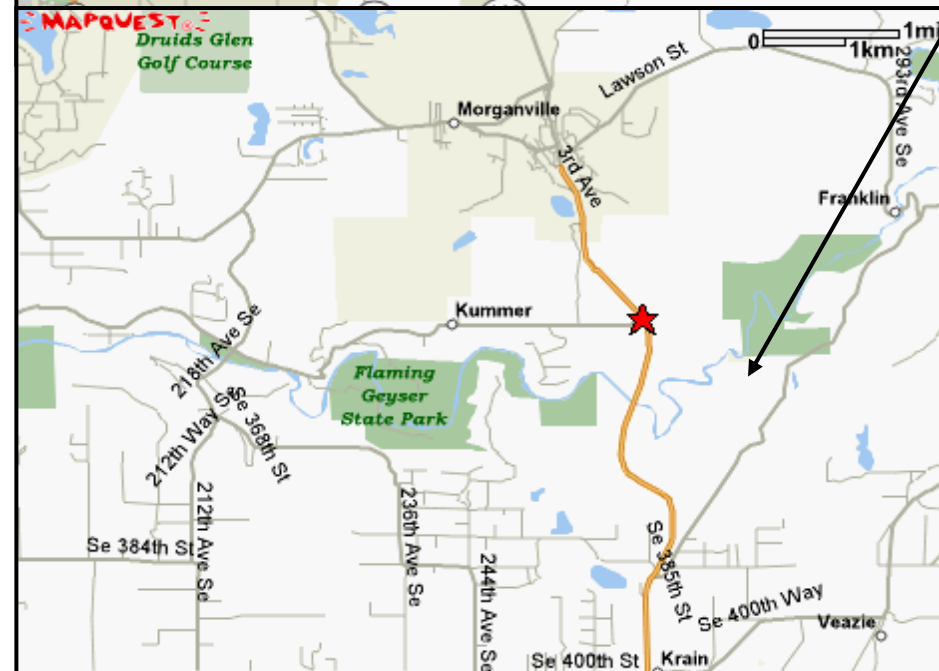 MAPQUEST
Druids Glen
Golf Course
0
1mi
1km
Lawson St
293rd Ave Se
Morganville
3rd Ave
Franklin
Kummer
218th Ave Se
Flaming
Geyser
State Park
212th Way Se
Se 368th St
212th Ave Se
236th Ave Se
Se 384th St
244th Ave Se
Se 385th St
Se 400th Way
Veazie
Se 400th St
Krain